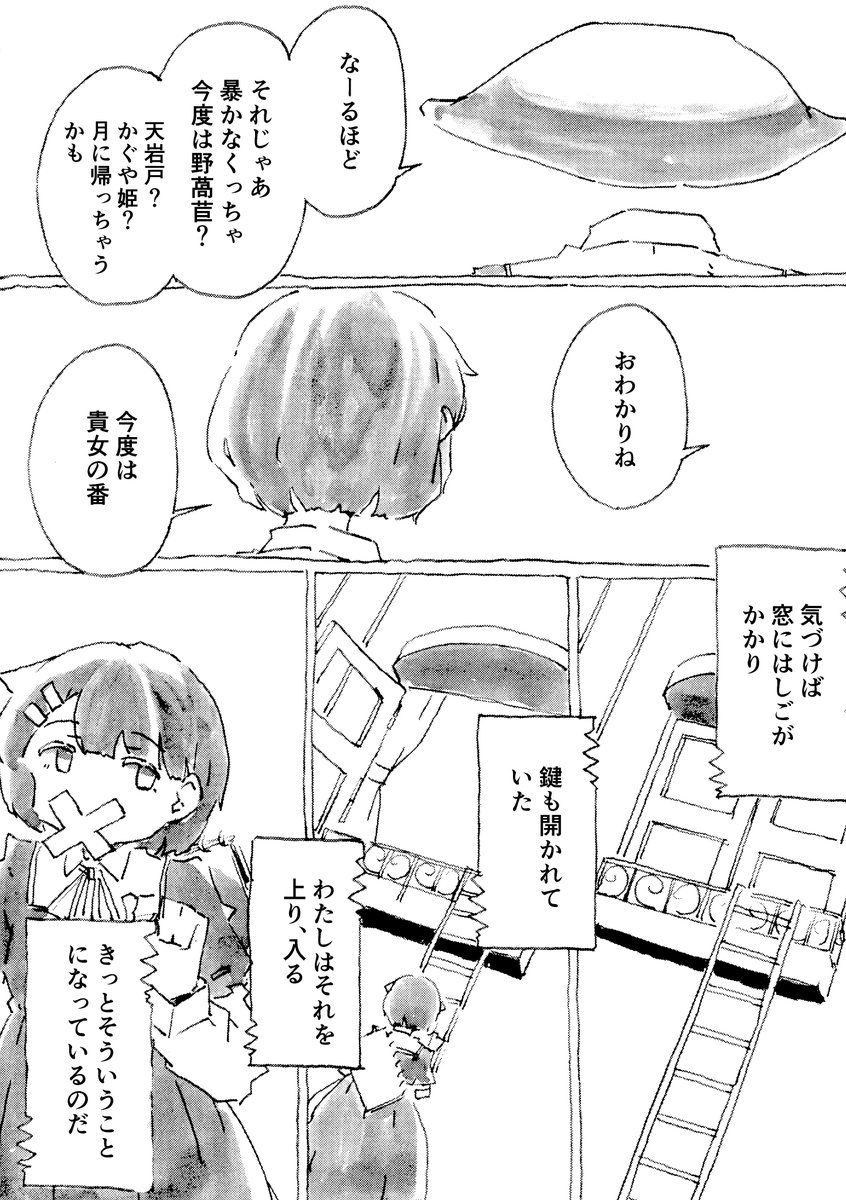 なーるほど
それじゃあ
暴かなくっちゃ
今度は野萵苣?
天岩戸?
かぐや姫?
月に帰っちゃう
かも
おわかりね
今度は
貴女の番
気づけば
窓にはしごが
かかり
鍵も開かれて
いた
わたしはそれを
上り、入る
きっとそういうこと
になっているのだ